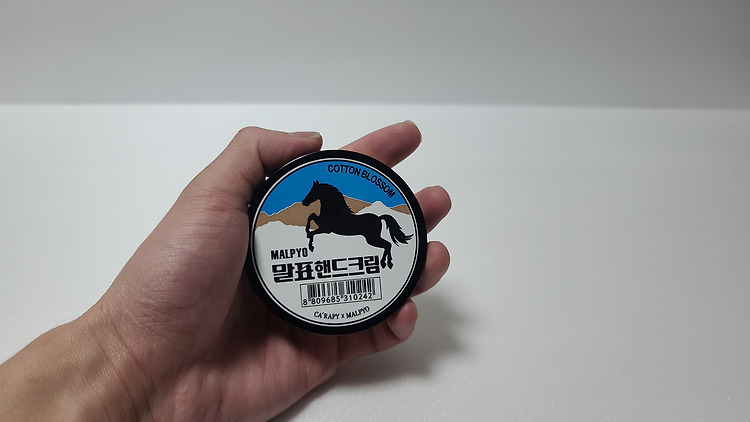 COTTON BLOSSOM
MALPYO
말표핸드크림
8 809685 310242
CA'RAPY x MALPYO